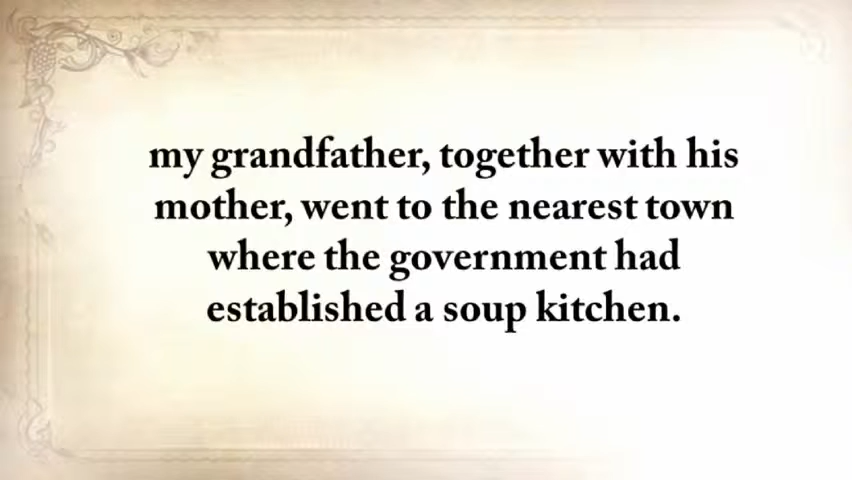 my grandfather, together with his
mother, went to the nearest town
where the government had
established a soup kitchen.